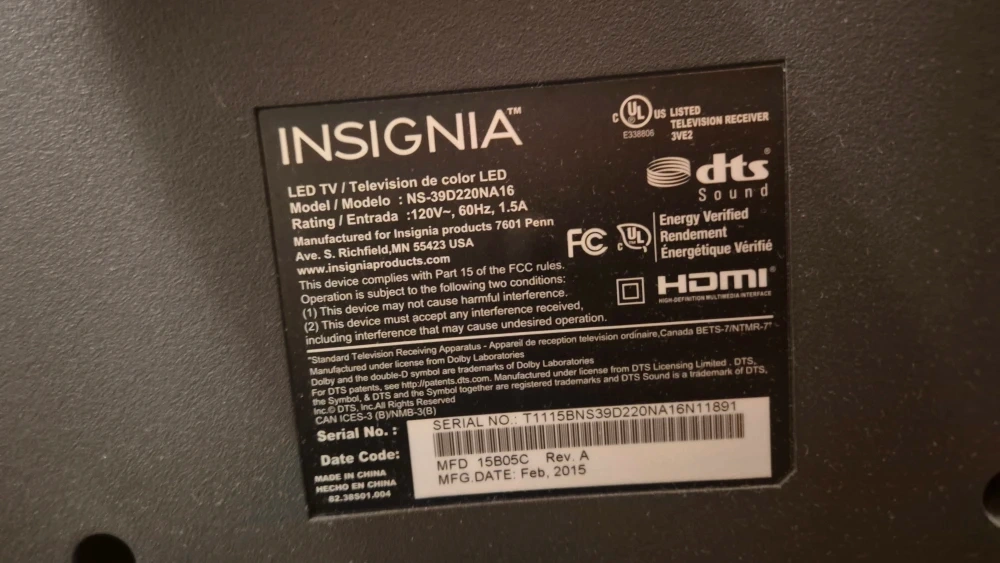 INSIGNIA™
LED TV / Television de color LED
Model / Modelo : NS-39D220NA16
Rating / Entrada :120V~, 60Hz, 1.5A
Manufactured for Insignia products 7601 Penn
Ave. S. Richfield,MN 55423 USA
www.insigniaproducts.com
This device complies with Part 15 of the FCC rules.
Operation is subject to the following two conditions:
(1) This device may not cause harmful interference.
(2) This device must accept any interference received,
including interference that may cause undesired operation.
c UL US LISTED
TELEVISION RECEIVER
E338806 3VE2
dts®
Sound
FC c UL Energy Verified
Rendement
Énergétique Vérifié
HDMI®
HIGH-DEFINITION MULTIMEDIA INTERFACE
"Standard Television Receiving Apparatus - Appareil de reception television ordinaire,Canada BETS-7/NTMR-7"
Manufactured under license from Dolby Laboratories
Dolby and the double-D symbol are trademarks of Dolby Laboratories
For DTS patents, see http://patents.dts.com. Manufactured under license from DTS Licensing Limited . DTS,
the Symbol, & DTS and the Symbol together are registered trademarks and DTS Sound is a trademark of DTS,
Inc.© DTS, Inc.All Rights Reserved
CAN ICES-3 (B)/NMB-3(B)
Serial No. :
SERIAL NO.: T1115BNS39D220NA16N11891
Date Code:
MFD 15B05C Rev. A
MFG.DATE: Feb, 2015
MADE IN CHINA
HECHO EN CHINA
82.38S01.004